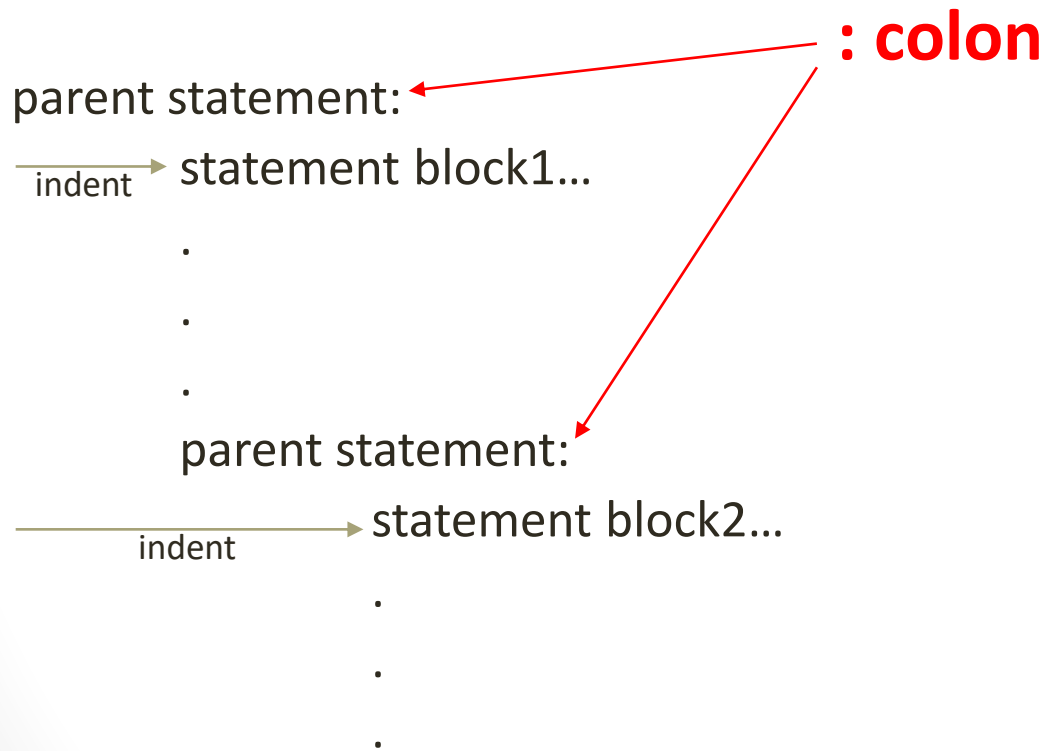 : colon
parent statement:
statement block1…
indent
.
.
.
parent statement:
statement block2…
indent
.
.
.